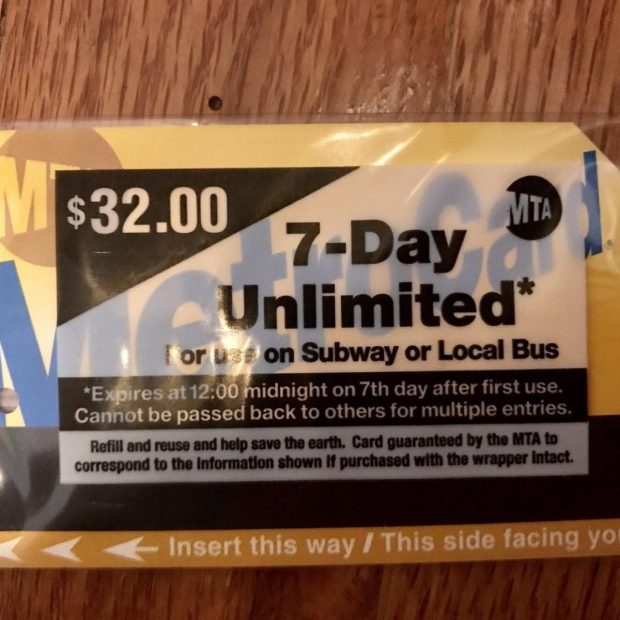 $32.00
MTA
7-Day
Unlimited*
For use on Subway or Local Bus
*Expires at 12:00 midnight on 7th day after first use.
Cannot be passed back to others for multiple entries.
Refill and reuse and help save the earth. Card guaranteed by the MTA to
correspond to the information shown if purchased with the wrapper intact.
MetroCard®
Insert this way / This side facing you